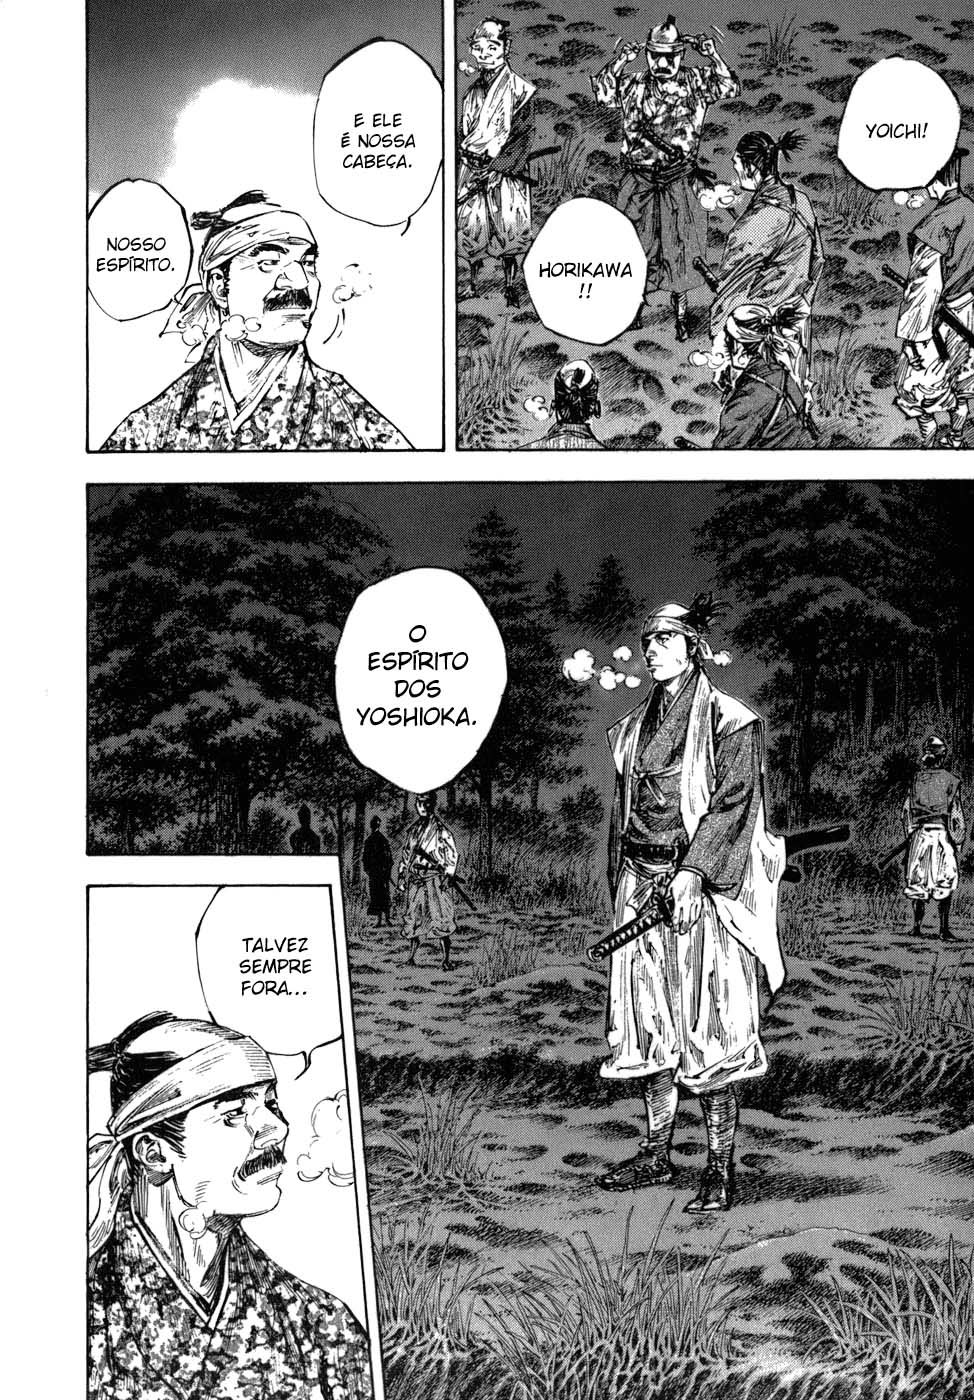 YOICHI!
HORIKAWA
!!
E ELE
É NOSSA
CABEÇA.
NOSSO
ESPÍRITO.
O
ESPÍRITO
DOS
YOSHIOKA.
TALVEZ
SEMPRE
FORA...